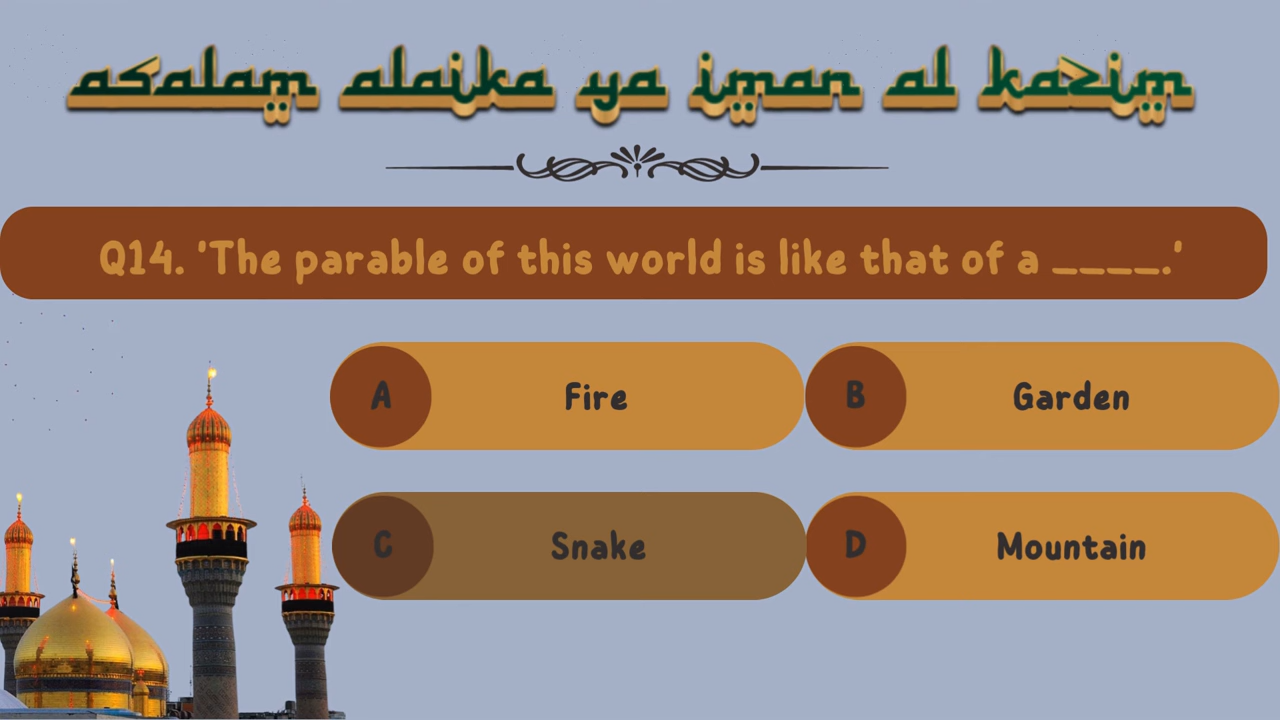 asalam alaika ya imam al kazim
Q14. 'The parable of this world is like that of a ____.'
A Fire
B Garden
C Snake
D Mountain